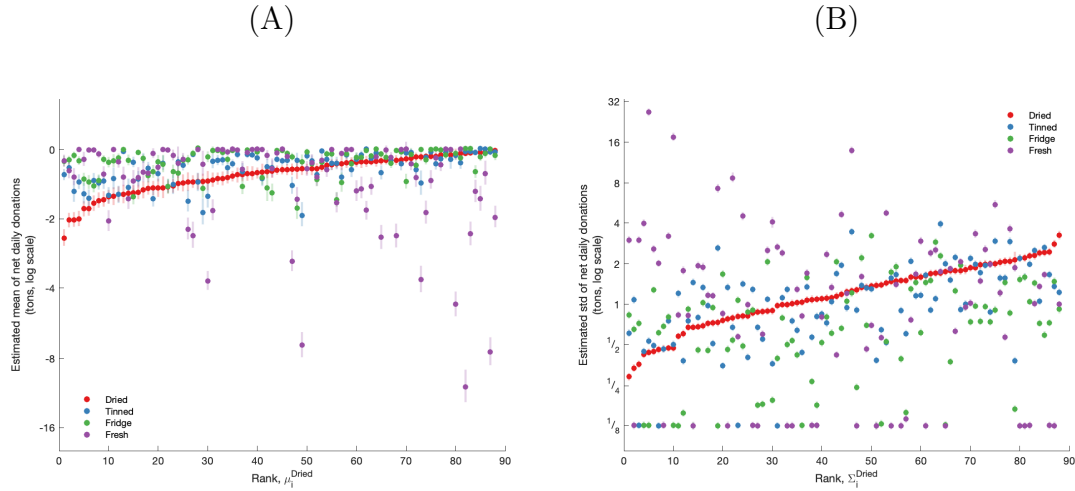 (A)
(B)
Estimated mean of net daily donations
(tons, log scale)
0
-2
-4
-8
-16
Dried
Tinned
Fridge
Fresh
0 10 20 30 40 50 60 70 80 90
Rank, μ_i^Dried
Estimated std of net daily donations
(tons, log scale)
32
16
8
4
2
1
1/2
1/4
1/8
Dried
Tinned
Fridge
Fresh
0 10 20 30 40 50 60 70 80 90
Rank, Σ_i^Dried